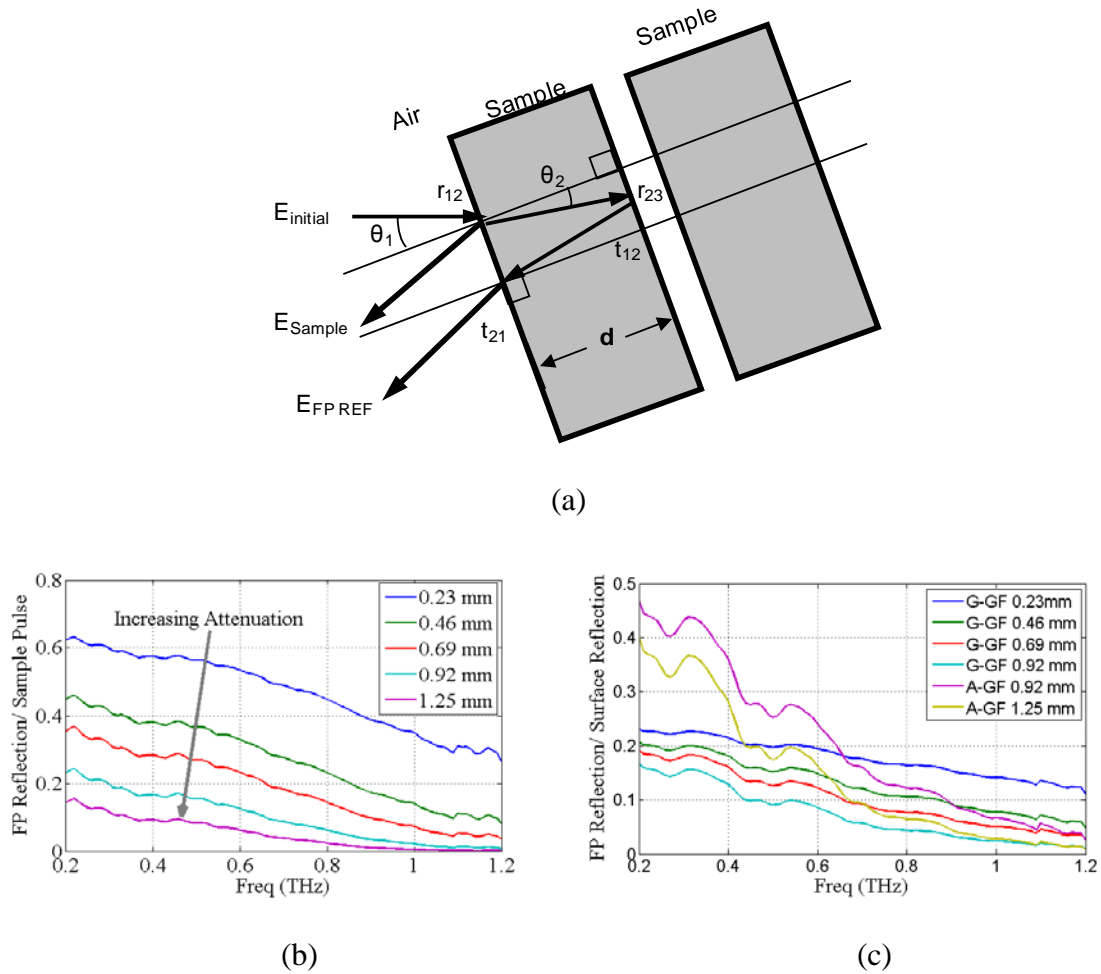 Sample
Sample
Air
r12
θ2
r23
Einitial
θ1
t12
ESample
t21
d
EFP REF
(a)
FP Reflection/ Sample Pulse
0.8
0.6
0.4
0.2
0
Increasing Attenuation
0.23 mm
0.46 mm
0.69 mm
0.92 mm
1.25 mm
0.2 0.4 0.6 0.8 1.0 1.2
Freq (THz)
(b)
FP Reflection/ Surface Reflection
0.5
0.4
0.3
0.2
0.1
0
G-GF 0.23mm
G-GF 0.46 mm
G-GF 0.69 mm
G-GF 0.92 mm
A-GF 0.92 mm
A-GF 1.25 mm
0.2 0.4 0.6 0.8 1 1.2
Freq (THz)
(c)